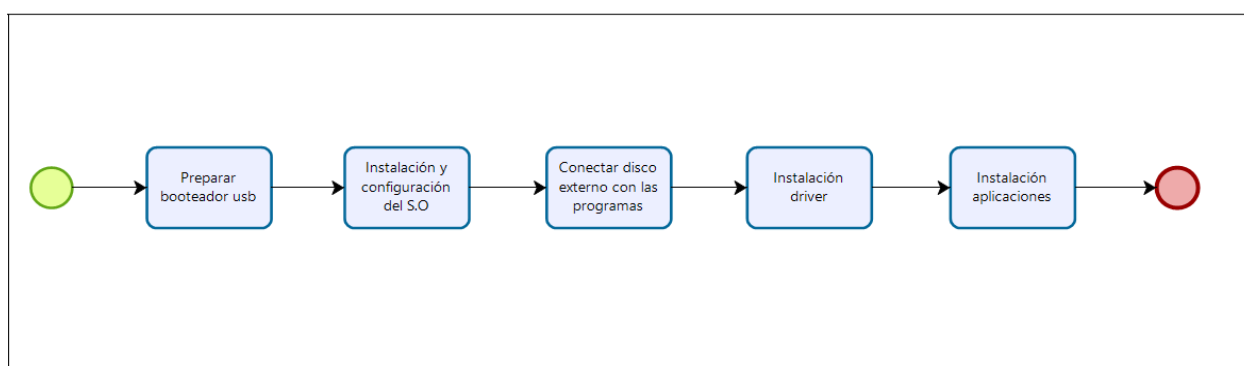 Preparar
booteador usb
Instalación y
configuración
del S.O
Conectar disco
externo con las
programas
Instalación
driver
Instalación
aplicaciones